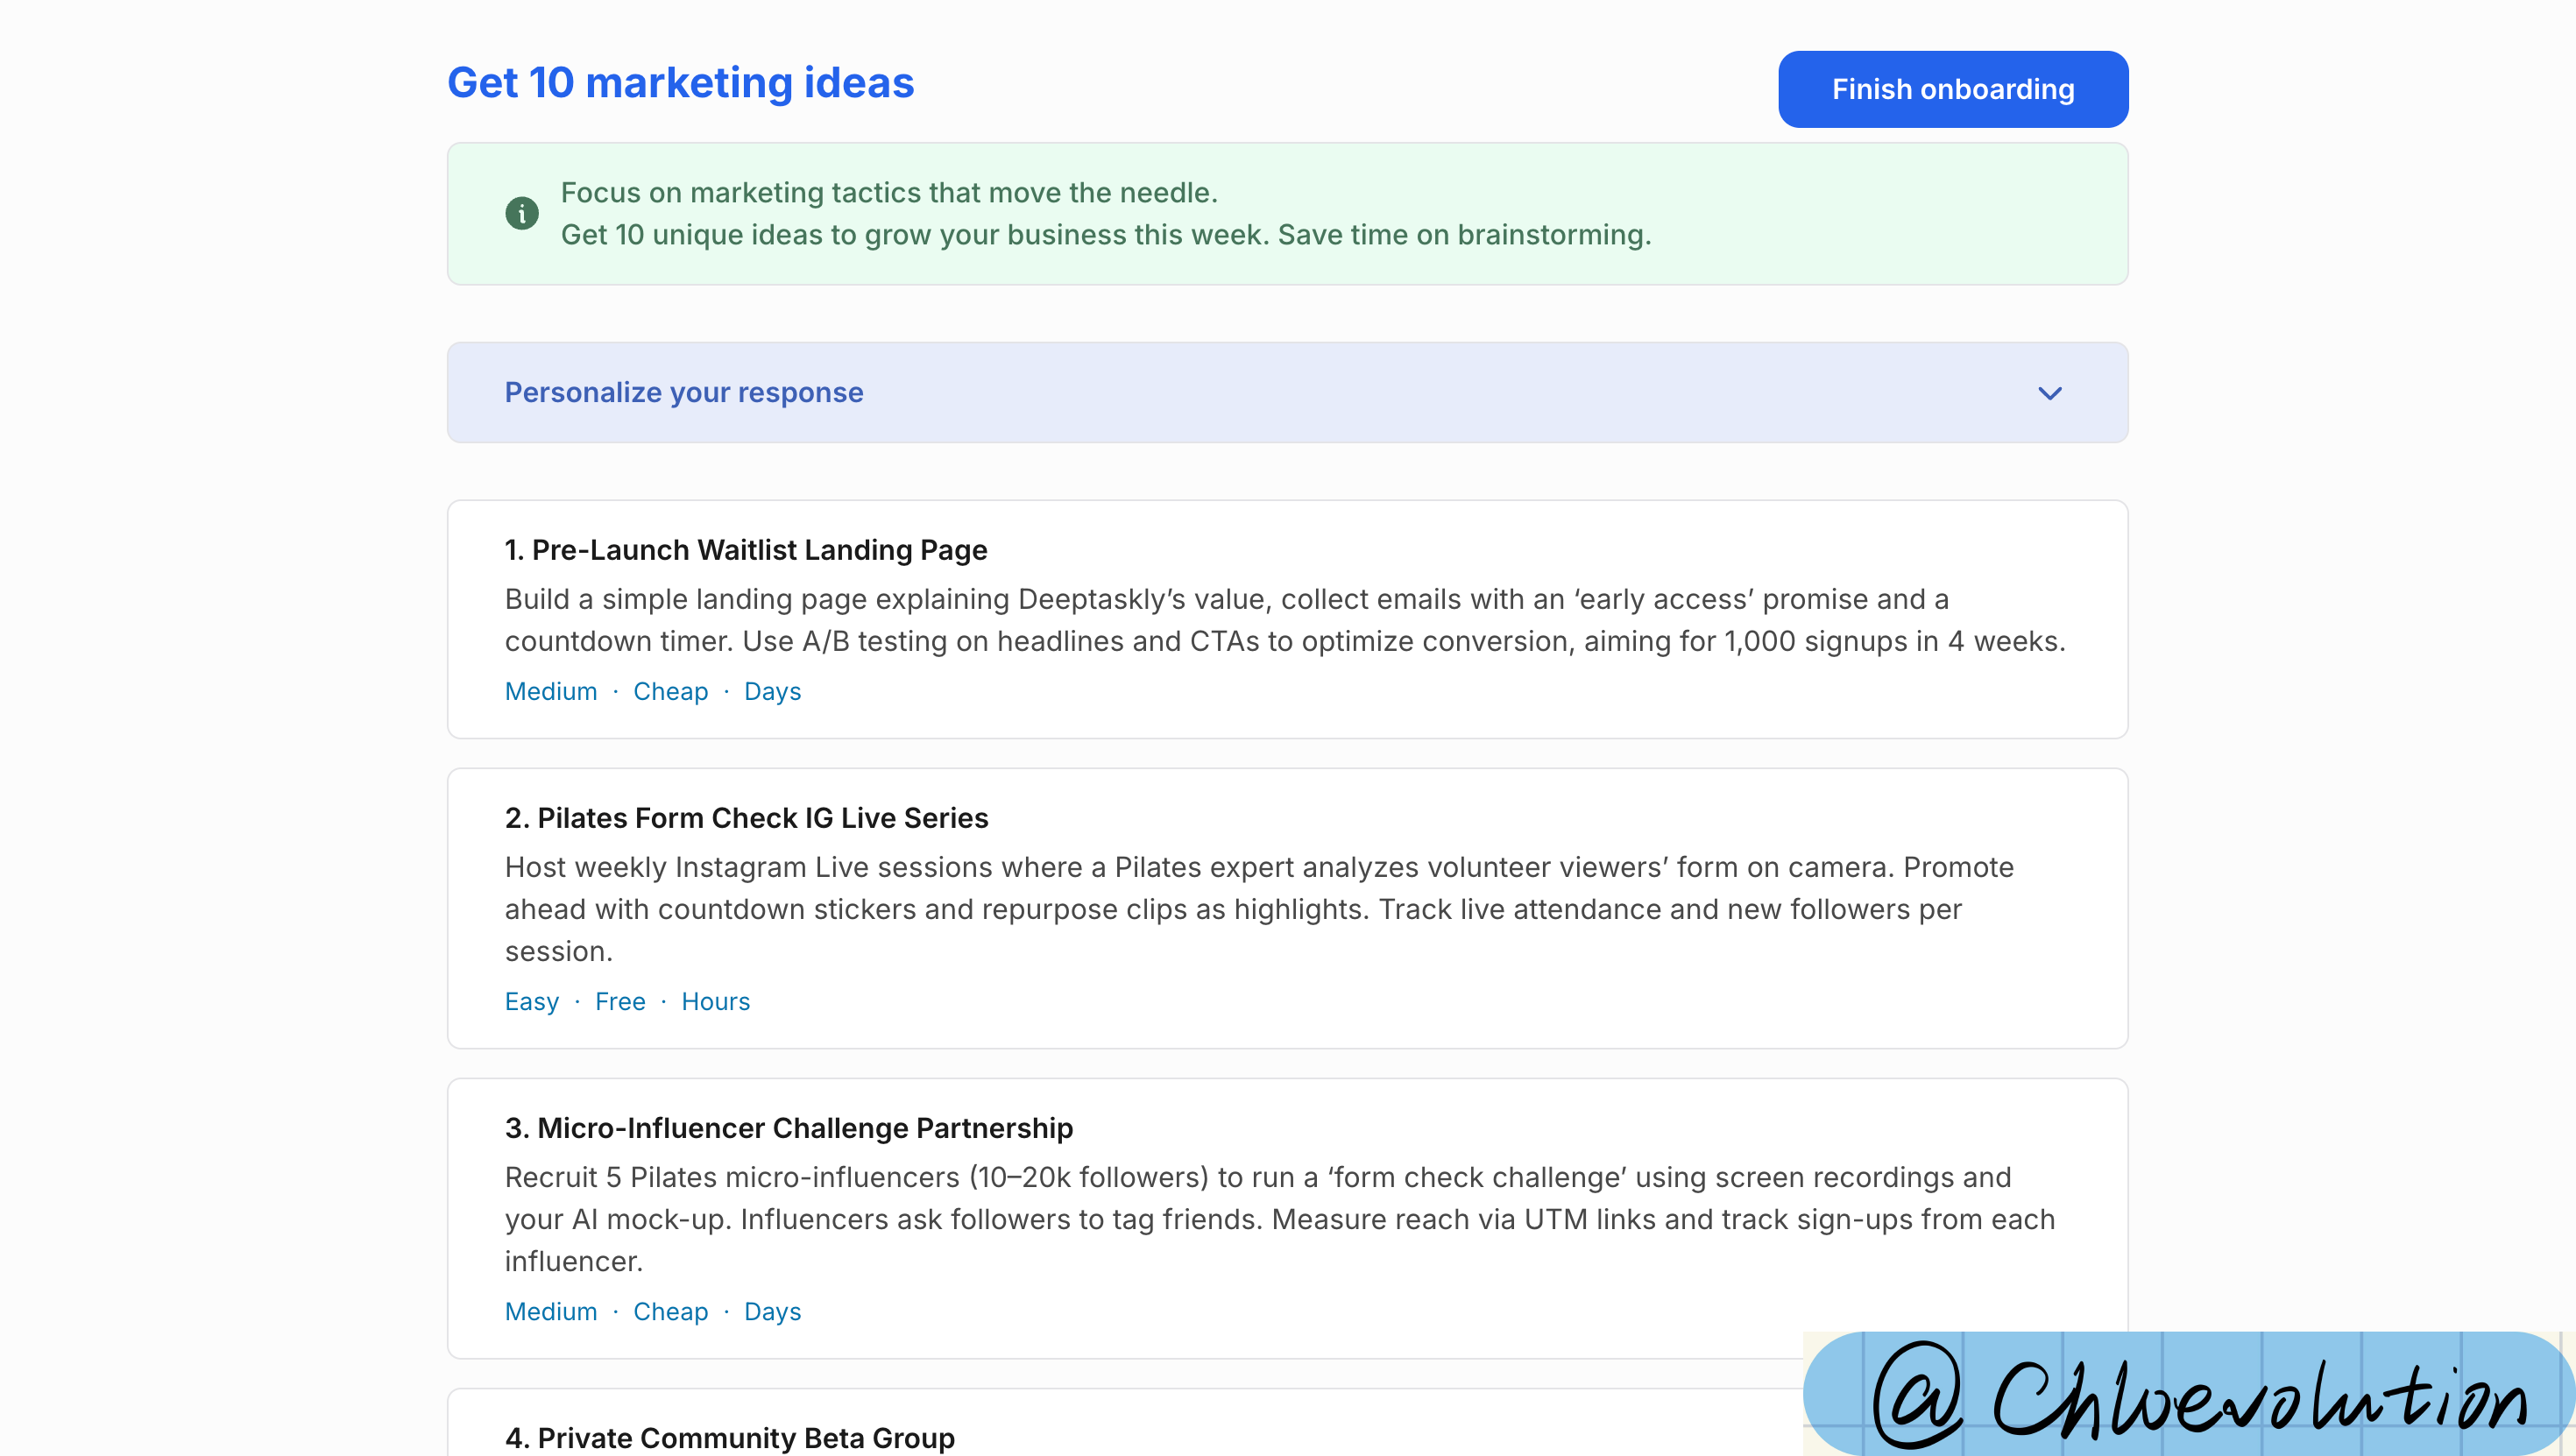 Get 10 marketing ideas
Finish onboarding
Focus on marketing tactics that move the needle.
Get 10 unique ideas to grow your business this week. Save time on brainstorming.
Personalize your response
1. Pre-Launch Waitlist Landing Page
Build a simple landing page explaining Deeptaskly’s value, collect emails with an ‘early access’ promise and a
countdown timer. Use A/B testing on headlines and CTAs to optimize conversion, aiming for 1,000 signups in 4 weeks.
Medium · Cheap · Days
2. Pilates Form Check IG Live Series
Host weekly Instagram Live sessions where a Pilates expert analyzes volunteer viewers’ form on camera. Promote
ahead with countdown stickers and repurpose clips as highlights. Track live attendance and new followers per
session.
Easy · Free · Hours
3. Micro-Influencer Challenge Partnership
Recruit 5 Pilates micro-influencers (10–20k followers) to run a ‘form check challenge’ using screen recordings and
your AI mock-up. Influencers ask followers to tag friends. Measure reach via UTM links and track sign-ups from each
influencer.
Medium · Cheap · Days
4. Private Community Beta Group
@Chloevolution